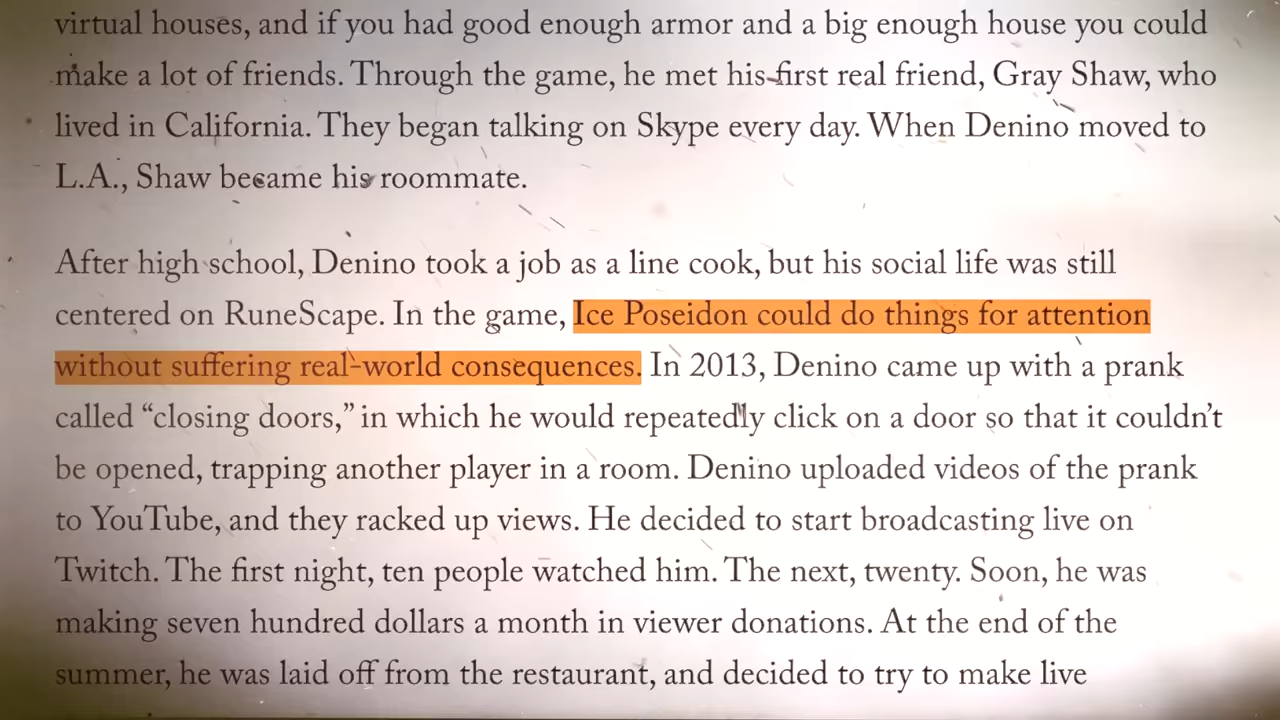 virtual houses, and if you had good enough armor and a big enough house you could
make a lot of friends. Through the game, he met his first real friend, Gray Shaw, who
lived in California. They began talking on Skype every day. When Denino moved to
L.A., Shaw became his roommate.
After high school, Denino took a job as a line cook, but his social life was still
centered on RuneScape. In the game, Ice Poseidon could do things for attention
without suffering real-world consequences. In 2013, Denino came up with a prank
called “closing doors,” in which he would repeatedly click on a door so that it couldn’t
be opened, trapping another player in a room. Denino uploaded videos of the prank
to YouTube, and they racked up views. He decided to start broadcasting live on
Twitch. The first night, ten people watched him. The next, twenty. Soon, he was
making seven hundred dollars a month in viewer donations. At the end of the
summer, he was laid off from the restaurant, and decided to try to make live